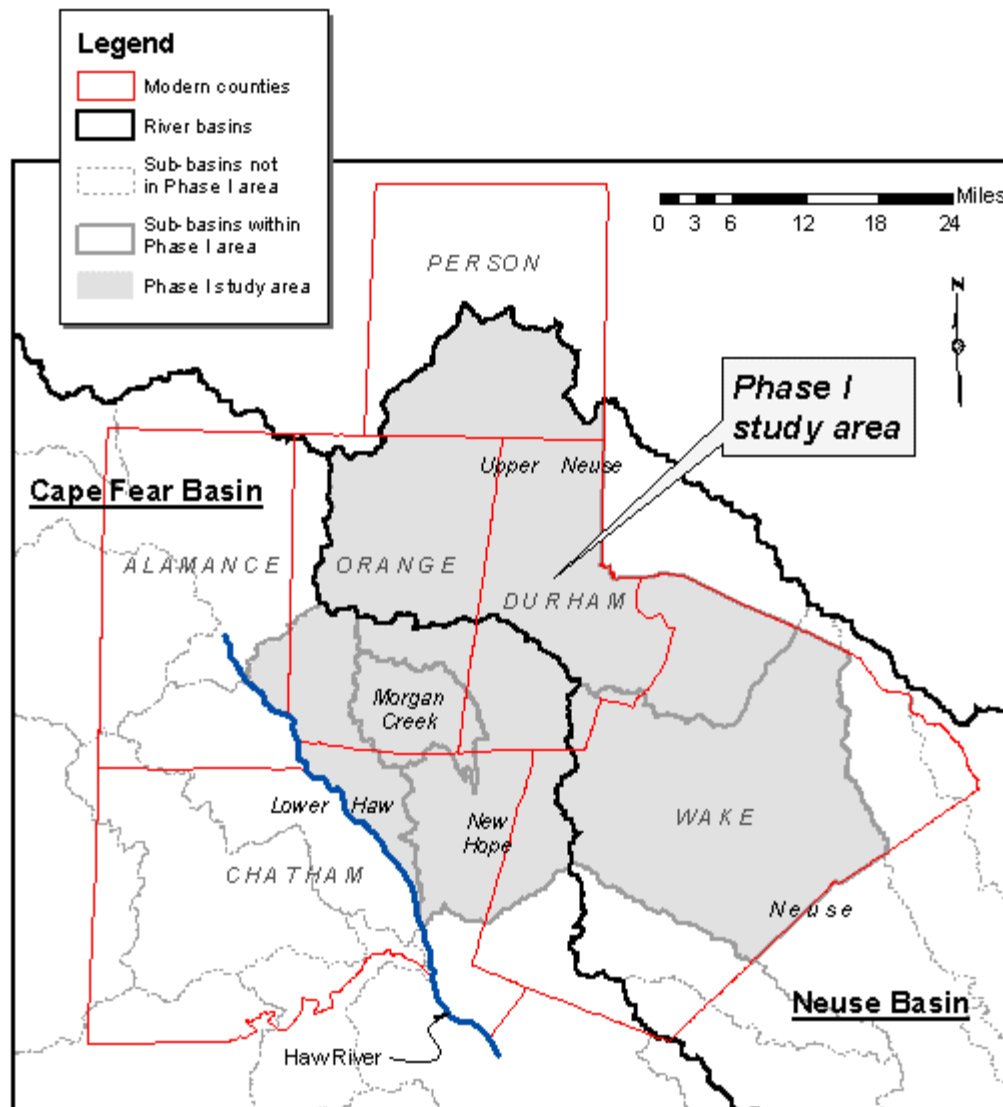 Legend
Modern counties
River basins
Sub-basins not
in Phase I area
Sub-basins within
Phase I area
Phase I study area
Miles
0 3 6 12 18 24
PERSON
N
Phase I
study area
Upper Neuse
Cape Fear Basin
ALAMANCE
ORANGE
DURHAM
Morgan
Creek
Lower Haw
New
Hope
WAKE
CHATHAM
Neuse
Neuse Basin
Haw River